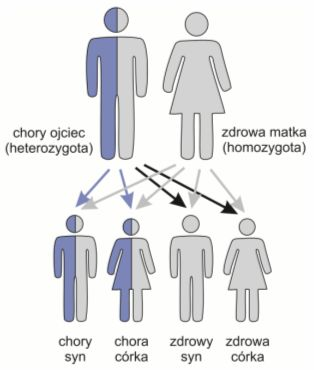 chory ojciec
(heterozygota)
zdrowa matka
(homozygota)
chory
syn
chora
córka
zdrowy
syn
zdrowa
córka